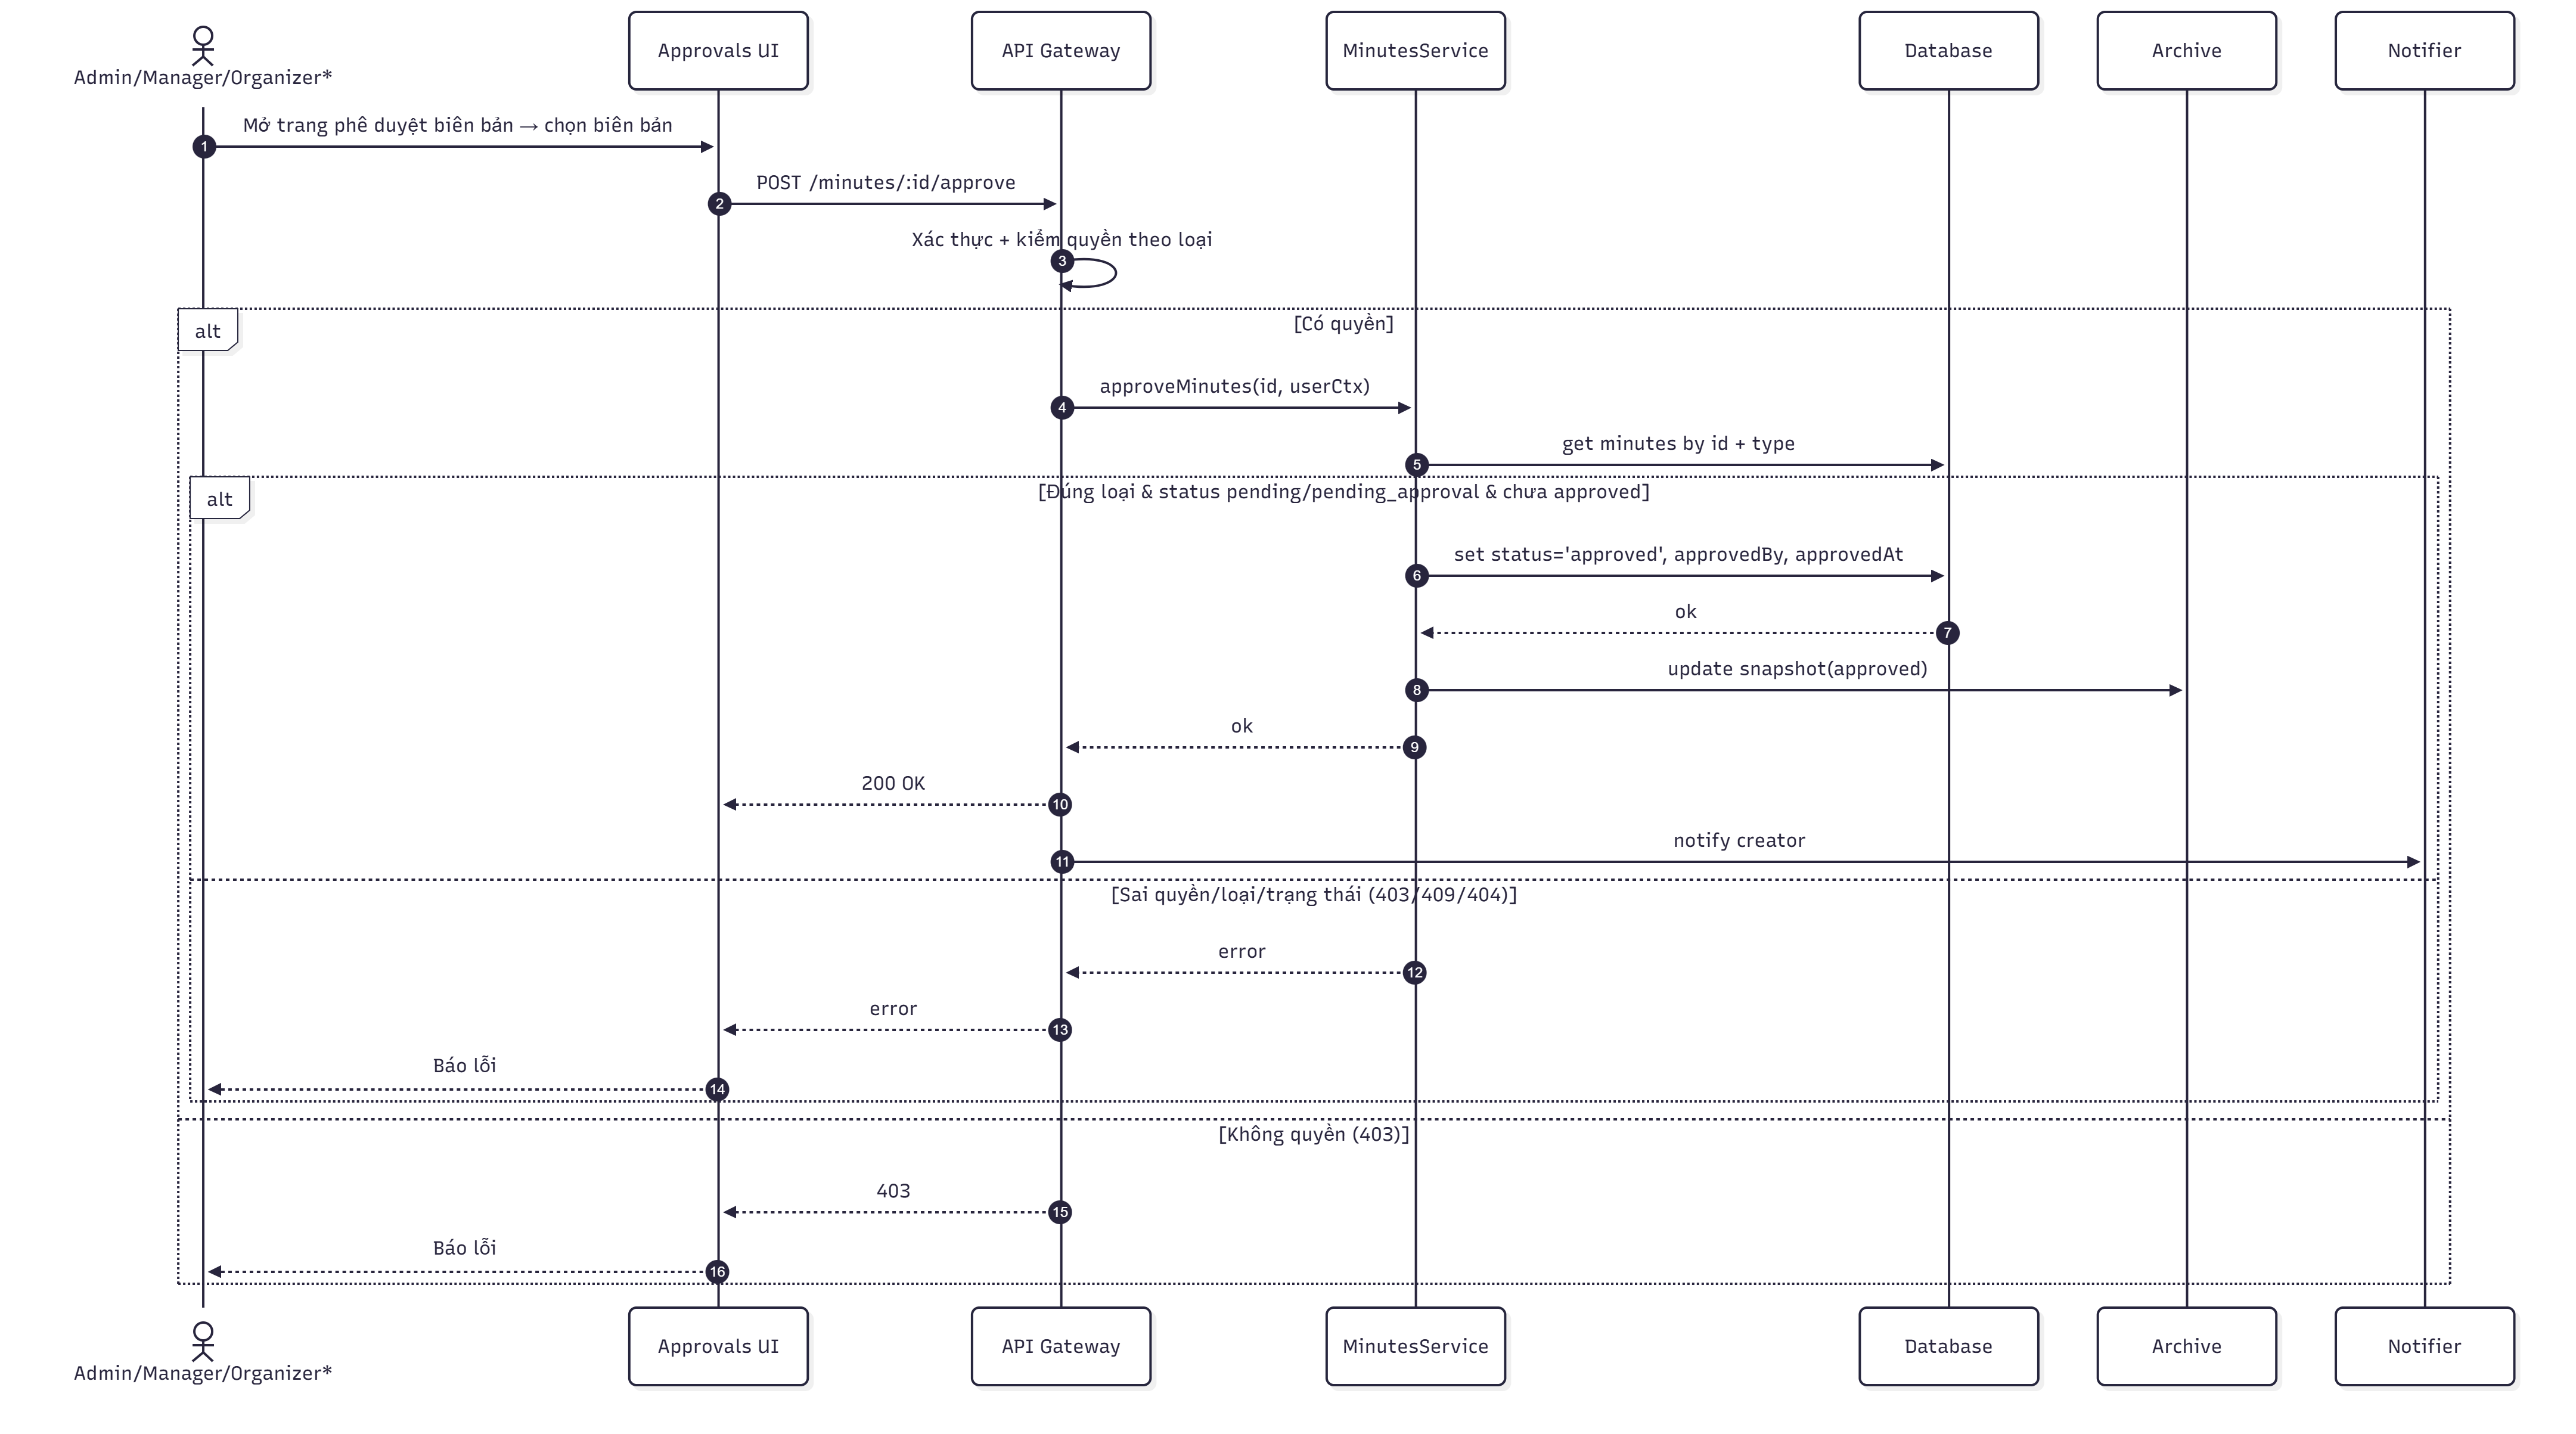 Admin/Manager/Organizer*
Approvals UI
API Gateway
MinutesService
Database
Archive
Notifier
Mở trang phê duyệt biên bản → chọn biên bản
1
POST /minutes/:id/approve
2
Xác thực + kiểm quyền theo loại
3
alt
[Có quyền]
approveMinutes(id, userCtx)
4
get minutes by id + type
5
alt
[Đúng loại & status pending/pending_approval & chưa approved]
set status='approved', approvedBy, approvedAt
6
ok
7
update snapshot(approved)
8
ok
9
200 OK
10
notify creator
11
[Sai quyền/loại/trạng thái (403/409/404)]
error
12
error
13
Báo lỗi
14
[Không quyền (403)]
403
15
Báo lỗi
16
Admin/Manager/Organizer*
Approvals UI
API Gateway
MinutesService
Database
Archive
Notifier